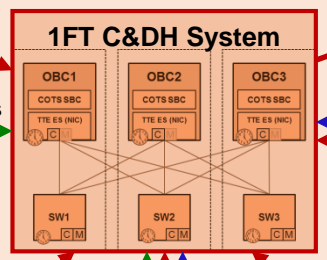 1FT C&DH System
OBC1 OBC2 OBC3
COTS SBC COTS SBC COTS SBC
TTE ES (NIC) TTE ES (NIC) TTE ES (NIC)
C M C M C M
SW1 SW2 SW3
C M C M C M